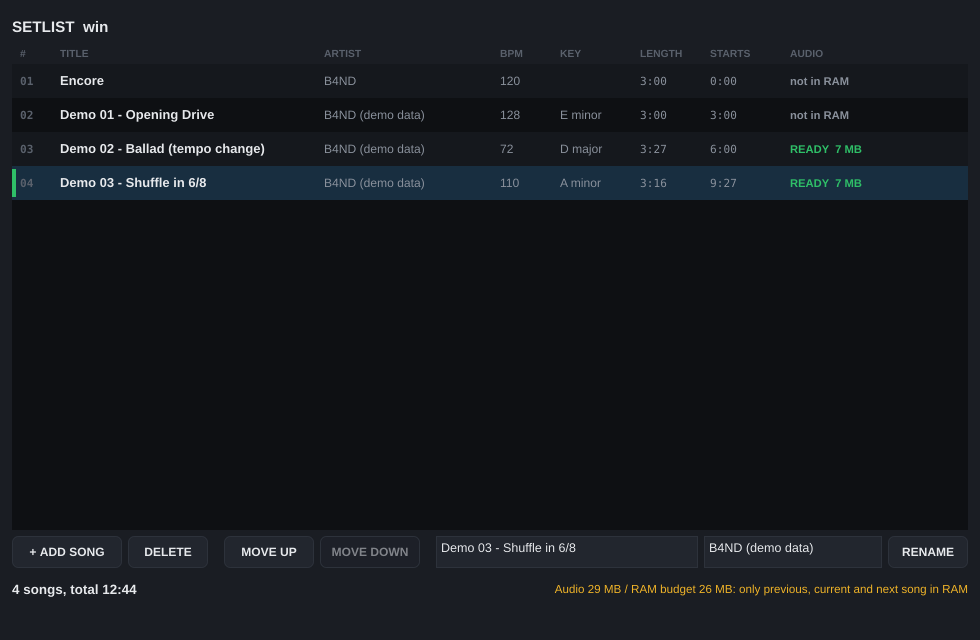 SETLIST win
# TITLE ARTIST BPM KEY LENGTH STARTS AUDIO
01 Encore B4ND 120 3:00 0:00 not in RAM
02 Demo 01 - Opening Drive B4ND (demo data) 128 E minor 3:00 3:00 not in RAM
03 Demo 02 - Ballad (tempo change) B4ND (demo data) 72 D major 3:27 6:00 READY 7 MB
04 Demo 03 - Shuffle in 6/8 B4ND (demo data) 110 A minor 3:16 9:27 READY 7 MB
+ ADD SONG DELETE MOVE UP MOVE DOWN Demo 03 - Shuffle in 6/8 B4ND (demo data) RENAME
4 songs, total 12:44 Audio 29 MB / RAM budget 26 MB: only previous, current and next song in RAM